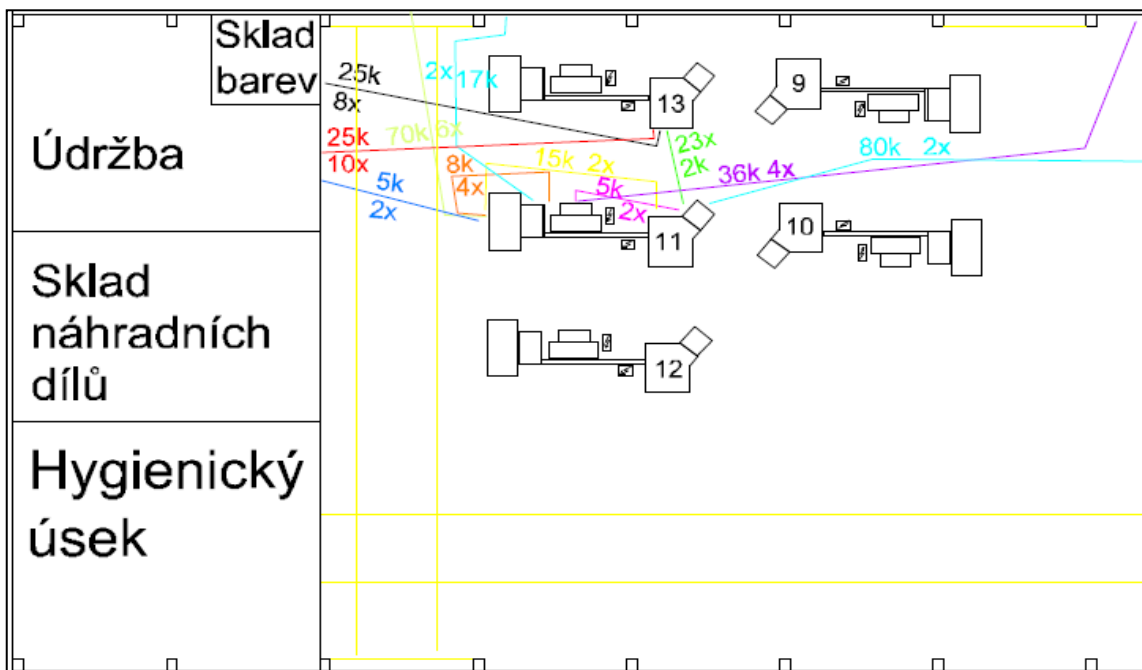 Sklad
barev
25k
8x
2x 17k
70k 6x
25k
10x
5k
2x
8k
4x
15k 2x
5k
2x
23x
2k
36k 4x
80k 2x
13
9
11
10
12
Údržba
Sklad
náhradních
dílů
Hygienický
úsek